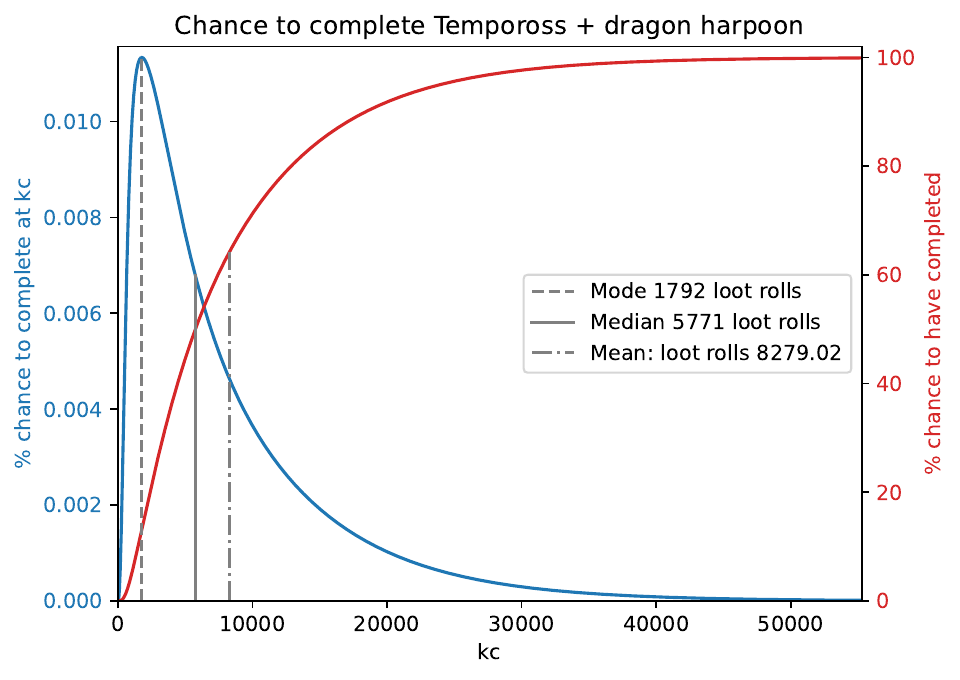 Chance to complete Tempoross + dragon harpoon
% chance to complete at kc
0.010
0.008
0.006
0.004
0.002
0.000
100
80
60
40
20
0
% chance to have completed
Mode 1792 loot rolls
Median 5771 loot rolls
Mean: loot rolls 8279.02
0 10000 20000 30000 40000 50000
kc